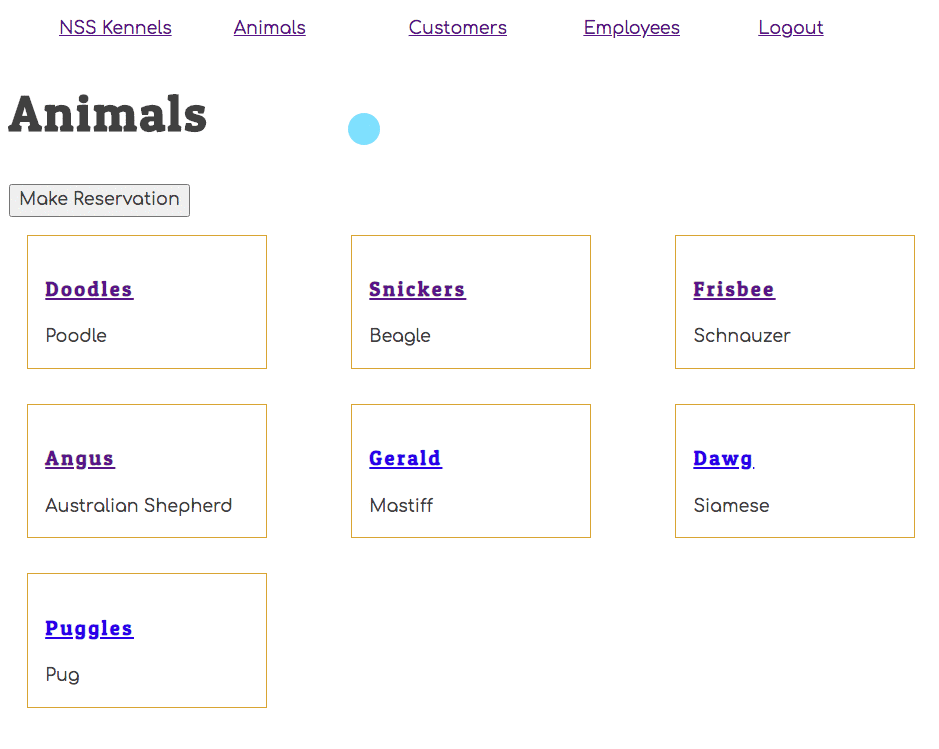 NSS Kennels Animals Customers Employees Logout
Animals
Make Reservation
Doodles
Poodle
Snickers
Beagle
Frisbee
Schnauzer
Angus
Australian Shepherd
Gerald
Mastiff
Dawg
Siamese
Puggles
Pug